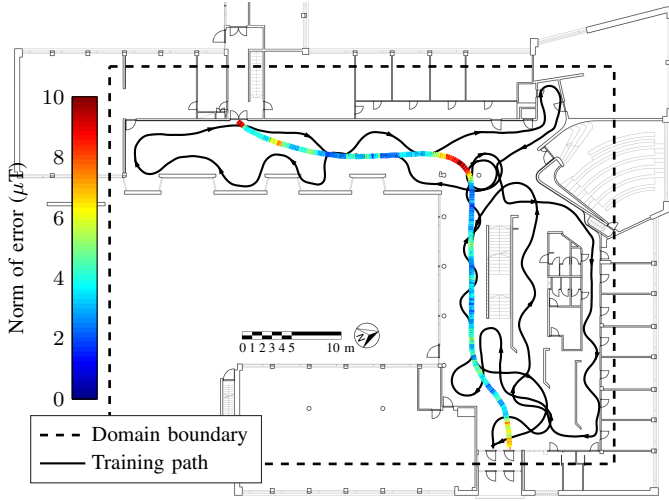 10
8
6
4
2
0
Norm of error (μT)
0 1 2 3 4 5 10 m
N
Domain boundary
Training path